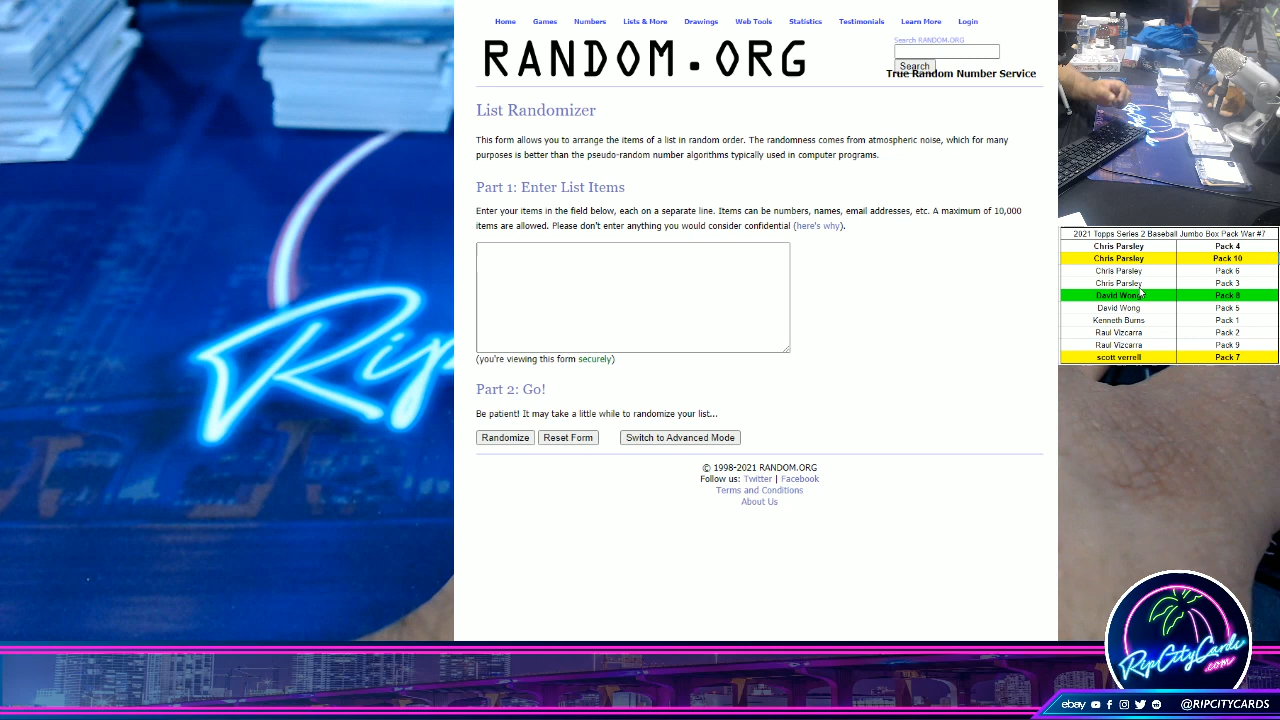 Home Games Numbers Lists & More Drawings Web Tools Statistics Testimonials Learn More Login
RANDOM.ORG
Search RANDOM.ORG
Search
True Random Number Service
List Randomizer
This form allows you to arrange the items of a list in random order. The randomness comes from atmospheric noise, which for many
purposes is better than the pseudo-random number algorithms typically used in computer programs.
Part 1: Enter List Items
Enter your items in the field below, each on a separate line. Items can be numbers, names, email addresses, etc. A maximum of 10,000
items are allowed. Please don't enter anything you would consider confidential (here's why).
(you're viewing this form securely)
Part 2: Go!
Be patient! It may take a little while to randomize your list...
Randomize Reset Form Switch to Advanced Mode
© 1998-2021 RANDOM.ORG
Follow us: Twitter | Facebook
Terms and Conditions
About Us
2021 Topps Series 2 Baseball Jumbo Box Pack War #7
Chris Parsley Pack 4
Chris Parsley Pack 10
Chris Parsley Pack 6
Chris Parsley Pack 3
David Wong Pack 8
David Wong Pack 5
Kenneth Burns Pack 1
Raul Vizcarra Pack 2
Raul Vizcarra Pack 9
scott verrell Pack 7
Rip
RipCityCards
.com
ebay @RIPCITYCARDS